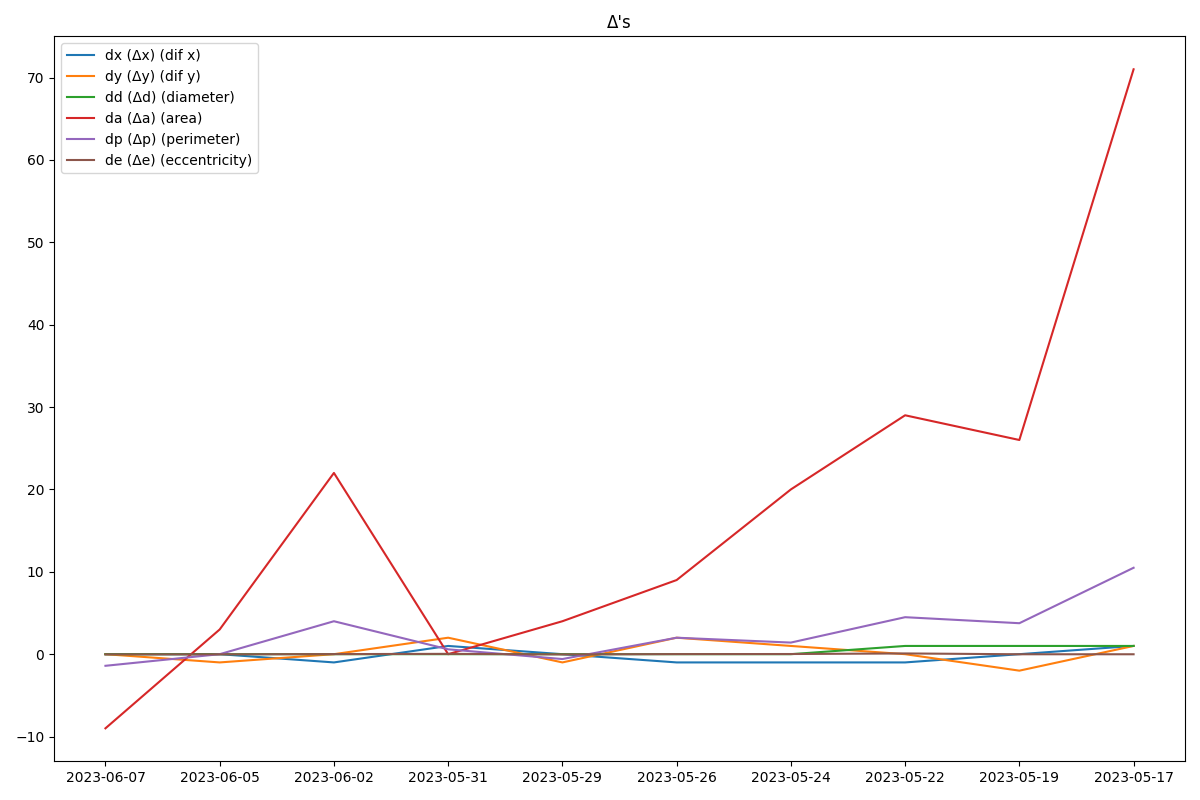 Δ's
dx (Δx) (dif x)
dy (Δy) (dif y)
dd (Δd) (diameter)
da (Δa) (area)
dp (Δp) (perimeter)
de (Δe) (eccentricity)
70
60
50
40
30
20
10
0
−10
2023-06-07 2023-06-05 2023-06-02 2023-05-31 2023-05-29 2023-05-26 2023-05-24 2023-05-22 2023-05-19 2023-05-17